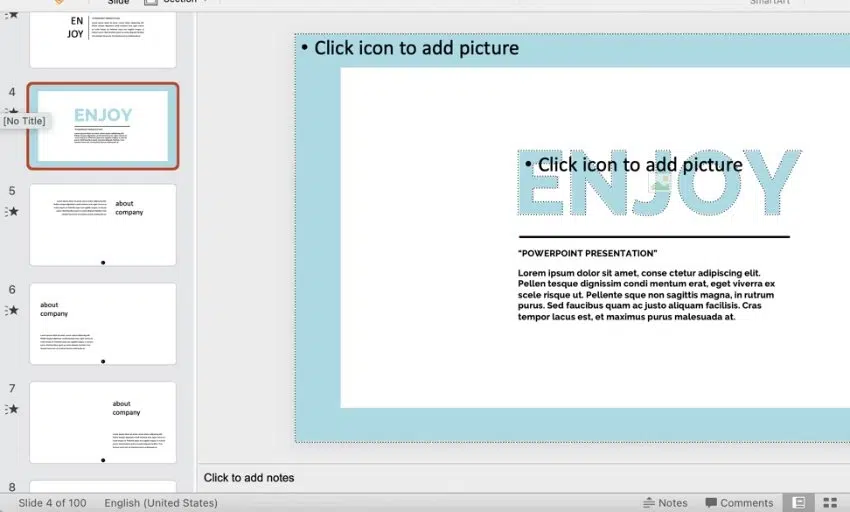 Slide
Section
SmartArt
EN
JOY
4
[No Title]
ENJOY
"POWERPOINT PRESENTATION"
5
about
company
6
about
company
7
about
company
8
• Click icon to add picture
ENJOY
• Click icon to add picture
"POWERPOINT PRESENTATION"
Lorem ipsum dolor sit amet, conse ctetur adipiscing elit.
Pellen tesque dignissim condi mentum erat, eget viverra ex
scele risque ut. Pellente sque non sagittis magna, in rutrum
purus. Sed faucibus quam ac justo aliquam facilisis. Cras
tempor lacus est, et maximus purus malesuada at.
Click to add notes
Slide 4 of 100
English (United States)
Notes
Comments